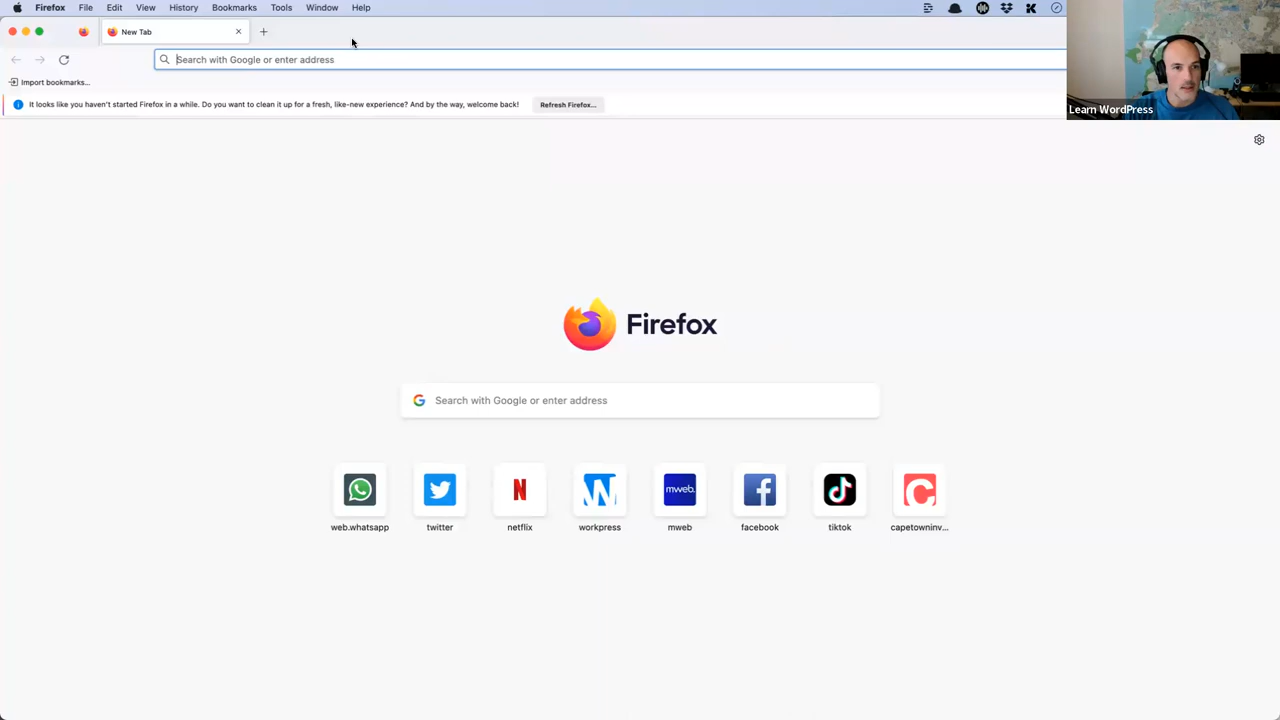 Firefox File Edit View History Bookmarks Tools Window Help
New Tab
Search with Google or enter address
Import bookmarks...
It looks like you haven't started Firefox in a while. Do you want to clean it up for a fresh, like-new experience? And by the way, welcome back! Refresh Firefox...
Learn WordPress
Firefox
Search with Google or enter address
mweb.
web.whatsapp twitter netflix workpress mweb facebook tiktok capetowninv...